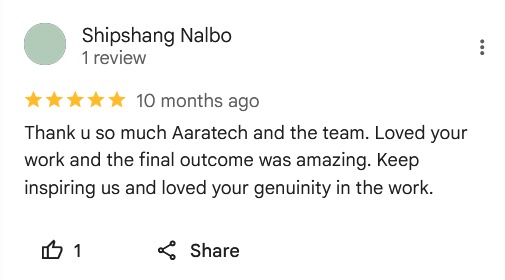 Shipshang Nalbo
1 review
10 months ago
Thank u so much Aaratech and the team. Loved your
work and the final outcome was amazing. Keep
inspiring us and loved your genuinity in the work.
1 Share